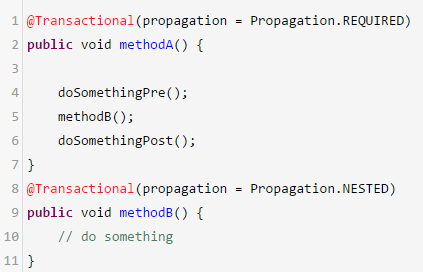 1 @Transactional(propagation = Propagation.REQUIRED)
2 public void methodA() {
3
4     doSomethingPre();
5     methodB();
6     doSomethingPost();
7 }
8 @Transactional(propagation = Propagation.NESTED)
9 public void methodB() {
10     // do something
11 }